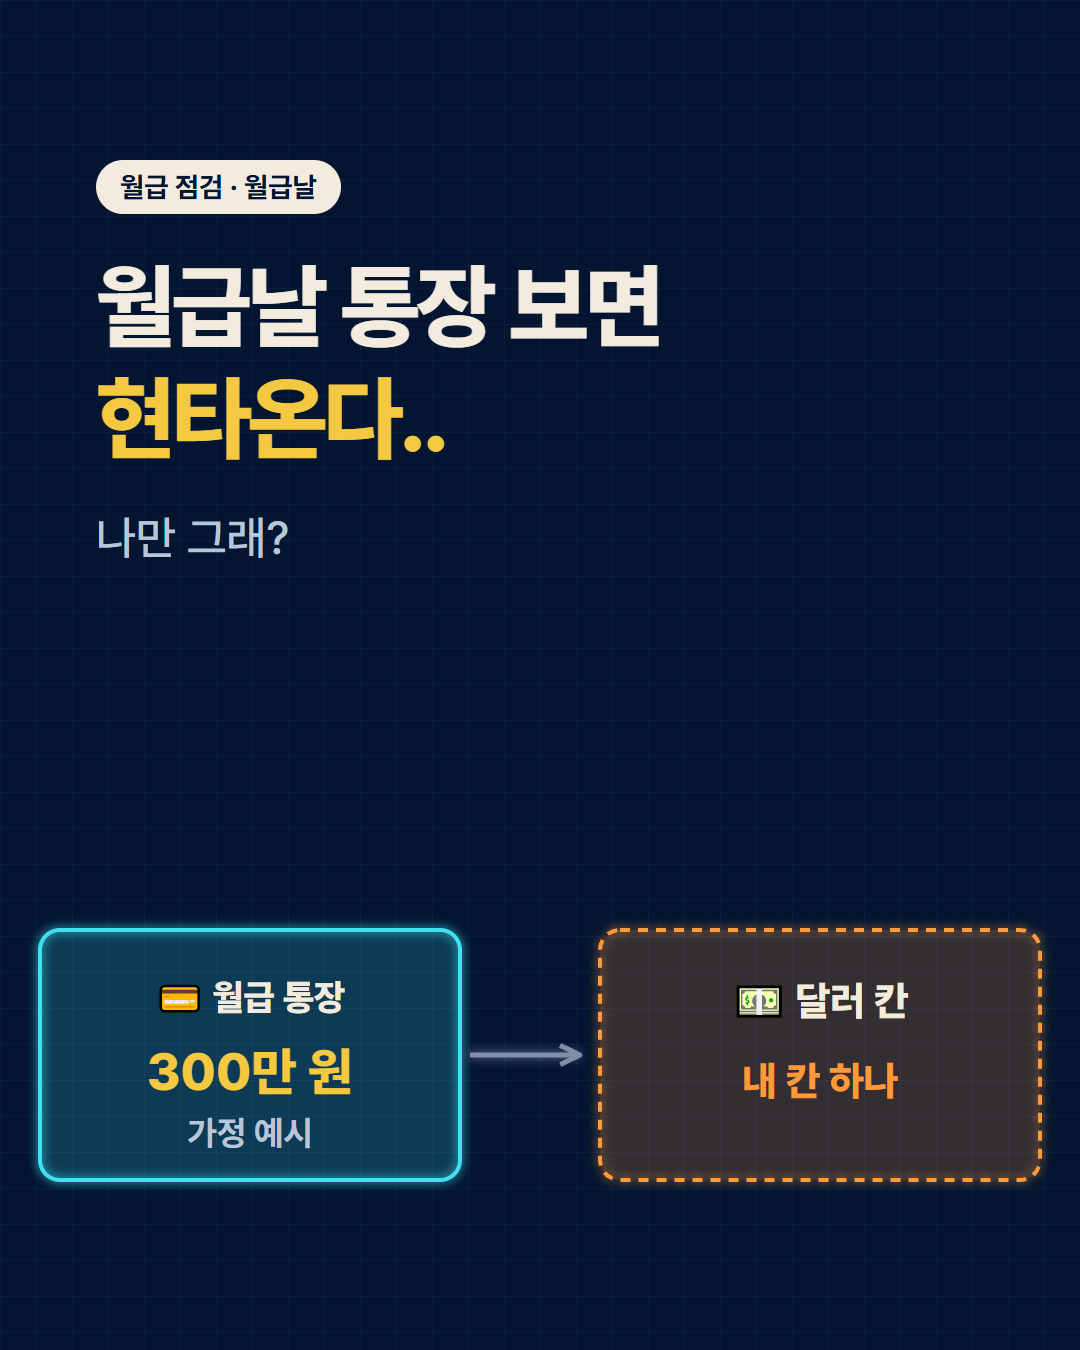 월급 점검 · 월급날
월급날 통장 보면
현타온다..
나만 그래?
월급 통장
300만 원
가정 예시
달러 칸
내 칸 하나